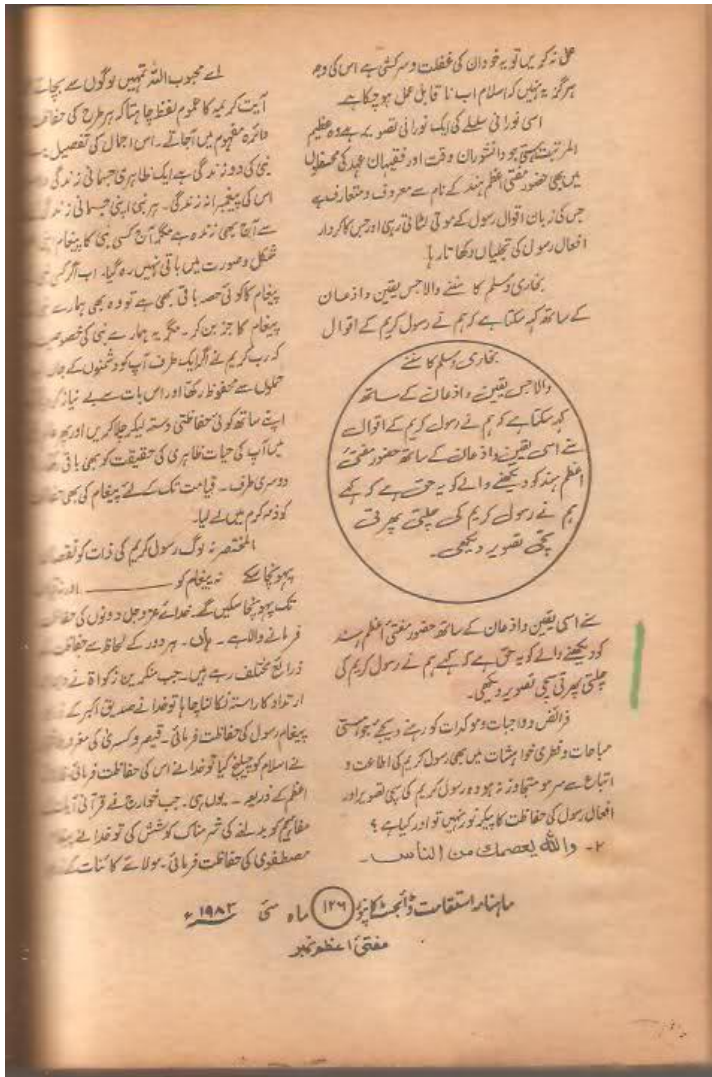 عمل نہ کریں تو یہ خود ان کی غفلت و سرکشی ہے اس کی وجہ
ہرگز یہ نہیں کہ اسلام اب نا قابل عمل ہو چکا ہے
اسی نورانی سلسلے کی ایک نورانی تصویر ہے وہ عظیم
المرتبت ہستی جو دانشوران وقت اور فقیہان عہد کی محفلوں
میں بھی حضور مفتی اعظم ہند کے نام سے معروف و متعارف ہے
جس کی زبان اقوال رسول کے موتی لٹاتی رہی اور جس کا کردار
افعال رسول کی تجلیاں دکھاتا رہا
بخاری و مسلم کا سننے والا جس یقین و اذعان
کے ساتھ کہہ سکتا ہے کہ ہم نے رسول کریم کے اقوال
بخاری و مسلم کا سننے
والا جس یقین و اذعان کے ساتھ
کہہ سکتا ہے کہ ہم نے رسول کریم کے اقوال
سنے اسی یقین و اذعان کے ساتھ حضور مفتئ
اعظم ہند کو دیکھنے والے کو یہ حق ہے کہ کہے
ہم نے رسول کریم کی چلتی پھرتی
سچی تصویر دیکھی۔
سنے اسی یقین و اذعان کے ساتھ حضور مفتئ اعظم ہند
کو دیکھنے والے کو یہ حق ہے کہ کہے ہم نے رسول کریم کی
چلتی پھرتی سچی تصویر دیکھی۔
فرائض و واجبات و موکدات کو رہنے دیجئے جو ہستی
مباحات و فطری خواہشات میں بھی رسول کریم کی اطاعت و
اتباع سے سرمو متجاوز نہ ہو وہ رسول کریم کی سچی تصویر اور
افعال رسول کی حفاظت کا پیکر نور نہیں تو اور کیا ہے ؟
۲۔ واللہ یعصمك من الناس۔
اے محبوب اللہ تمہیں لوگوں سے بچائے
آیت کریمہ کا عموم لفظ چاہتا کہ ہر طرح کی حفاظت
دائرہ مفہوم میں آجاتے۔ اس اجمال کی تفصیل
نبی کی دو زندگی ہے ایک ظاہری جسمانی زندگی
اس کی پیغمبرانہ زندگی۔ ہر نبی اپنی جسمانی زندگی
سے آج بھی زندہ ہے مگر آج کسی نبی کا پیغام اپنی
شکل و صورت میں باقی نہیں رہ گیا۔ اب اگر کسی
پیغام کا کوئی حصہ باقی بھی ہے تو وہ بھی ہمارے
پیغام کا جز بن کر۔ مگر یہ ہمارے نبی کی خصوصیت
کہ رب کریم نے اگر ایک طرف آپ کو دشمنوں کے
حملوں سے محفوظ رکھا اور اس بات سے بے نیاز
اپنے ساتھ کوئی حفاظتی دستہ لیکر چلا کریں اور پھر
میں آپ کی حیات ظاہری کی حقیقت کو بھی باقی
دوسری طرف۔ قیامت تک کے لئے پیغام کی بھی
کو ذمہ کرم میں لے لیا۔
المختصر نہ لوگ رسول کریم کی ذات کو نقصان
پہونچا سکے نہ پیغام کو ــــــــ اور نہ
تک پہونچا سکیں گے۔ خدائے عز و جل دونوں کی
فرمانے والا ہے۔ ہاں۔ ہر دور کے لحاظ سے حفاظت
ذرائع مختلف رہے ہیں۔ جب منکرین زکواۃ نے
ارتداد کا راستہ نکالنا چاہا تو خدا نے صدیق اکبر کے
پیغام رسول کی حفاظت فرمائی۔ قیصر و کسری کی
نے اسلام کو چیلنج کیا تو خدا نے اس کی حفاظت فرمائی
اعظم کے ذریعہ ۔ یوں ہی۔ جب خوارج نے قرآنی آیات
مفاہیم کو بدلنے کی شرمناک کوشش کی تو خدا نے
مصطفوی کی حفاظت فرمائی۔ مولائے کائنات کے
ماہنامہ استقامت ڈائجسٹ کانپور ۱۲۶ ماہ مئی ۱۹۸۳ء
مفتئ اعظم نمبر